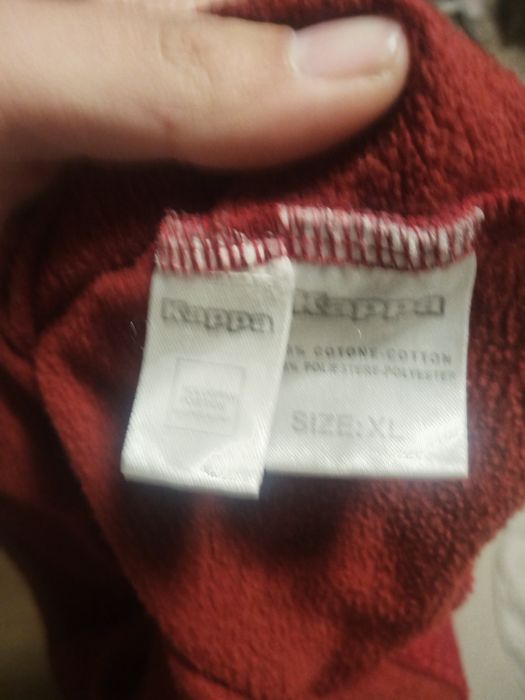 Kappa
Kappa
% COTONE-COTTON
% POLIESTERE-POLYESTER
SIZE:XL